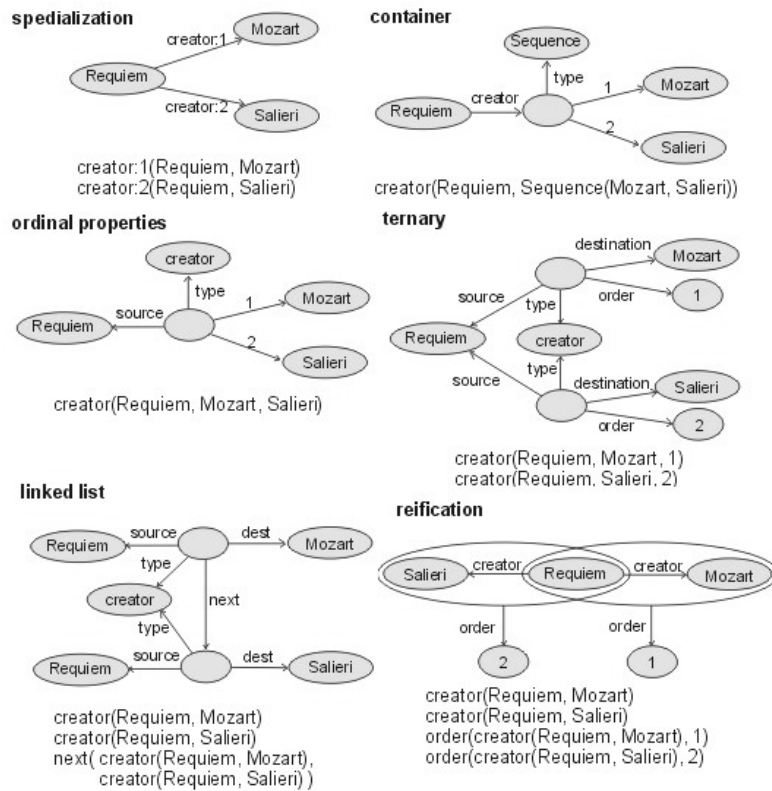 spedialization
Mozart
creator:1
Requiem
creator:2
Salieri
creator:1(Requiem, Mozart)
creator:2(Requiem, Salieri)
container
Sequence
type
1
Requiem
creator
Mozart
2
Salieri
creator(Requiem, Sequence(Mozart, Salieri))
ordinal properties
creator
type
1
Mozart
source
Requiem
2
Salieri
creator(Requiem, Mozart, Salieri)
ternary
destination
Mozart
source
type
order
1
Requiem
creator
source
type
destination
Salieri
order
2
creator(Requiem, Mozart, 1)
creator(Requiem, Salieri, 2)
linked list
source
dest
Requiem
Mozart
type
creator
next
type
source
dest
Requiem
Salieri
creator(Requiem, Mozart)
creator(Requiem, Salieri)
next( creator(Requiem, Mozart),
creator(Requiem, Salieri) )
reification
Salieri
creator
Requiem
creator
Mozart
order
order
2
1
creator(Requiem, Mozart)
creator(Requiem, Salieri)
order(creator(Requiem, Mozart), 1)
order(creator(Requiem, Salieri), 2)